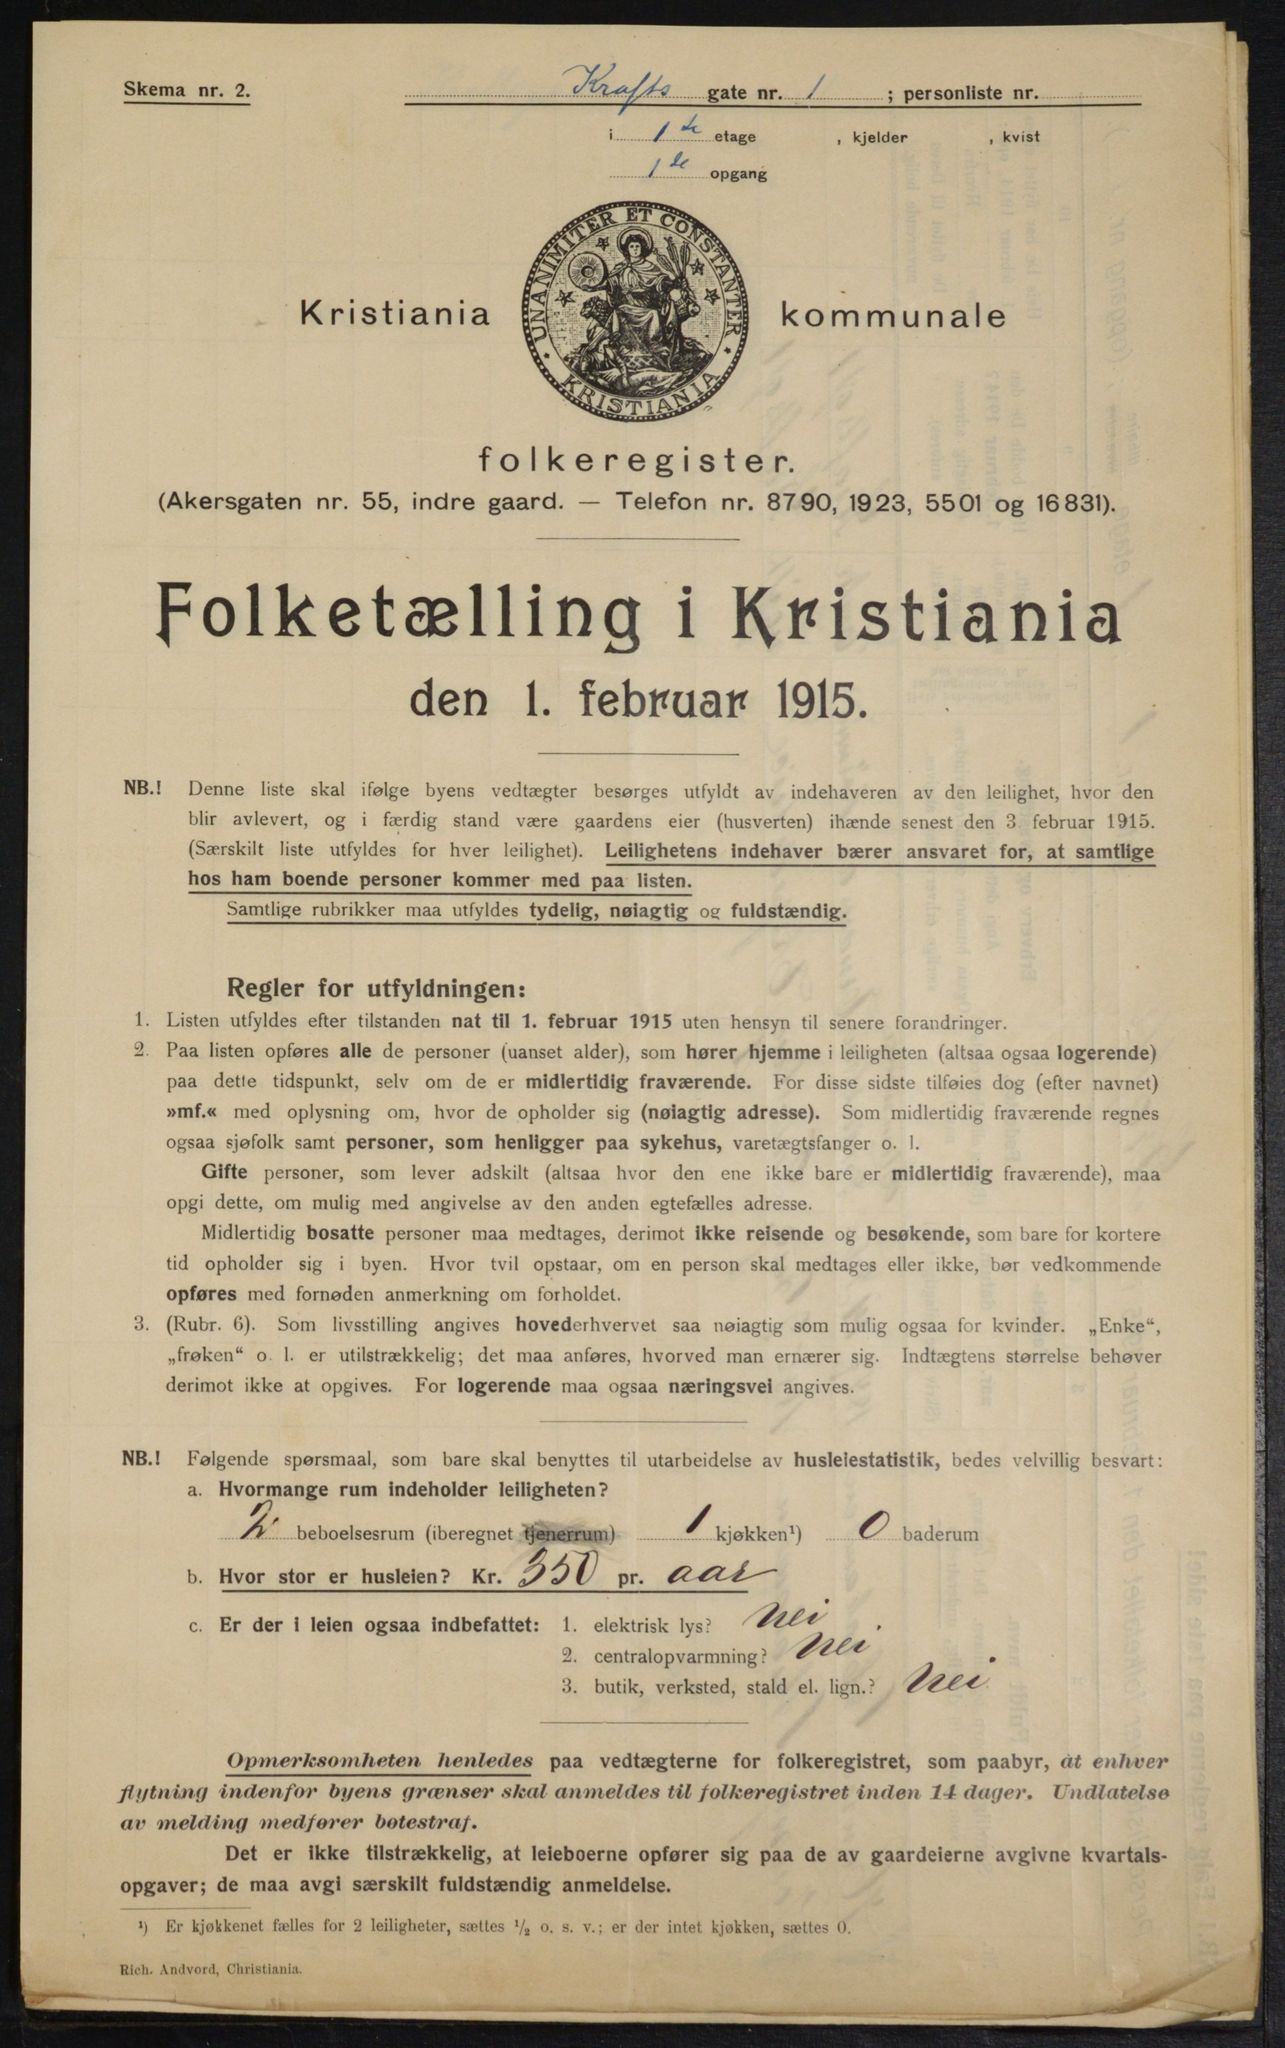 Skema nr. 2.
Krafts gate nr. 1 ; personliste nr.
i 1ste etage , kjelder , kvist
1ste opgang
UNANIMITER ET CONSTANTER
KRISTIANIA
Kristiania kommunale
folkeregister.
(Akersgaten nr. 55, indre gaard. — Telefon nr. 8790, 1923, 5501 og 16831).
Folketælling i Kristiania
den 1. februar 1915.
NB.! Denne liste skal ifølge byens vedtægter besørges utfyldt av indehaveren av den leilighet, hvor den
blir avlevert, og i færdig stand være gaardens eier (husverten) ihænde senest den 3. februar 1915.
(Særskilt liste utfyldes for hver leilighet). Leilighetens indehaver bærer ansvaret for, at samtlige
hos ham boende personer kommer med paa listen.
Samtlige rubrikker maa utfyldes tydelig, nøiagtig og fuldstændig.
Regler for utfyldningen:
1. Listen utfyldes efter tilstanden nat til 1. februar 1915 uten hensyn til senere forandringer.
2. Paa listen opføres alle de personer (uanset alder), som hører hjemme i leiligheten (altsaa ogsaa logerende)
paa dette tidspunkt, selv om de er midlertidig fraværende. For disse sidste tilføies dog (efter navnet)
»mf.« med oplysning om, hvor de opholder sig (nøiagtig adresse). Som midlertidig fraværende regnes
ogsaa sjøfolk samt personer, som henligger paa sykehus, varetægtsfanger o. l.
Gifte personer, som lever adskilt (altsaa hvor den ene ikke bare er midlertidig fraværende), maa
opgi dette, om mulig med angivelse av den anden egtefælles adresse.
Midlertidig bosatte personer maa medtages, derimot ikke reisende og besøkende, som bare for kortere
tid opholder sig i byen. Hvor tvil opstaar, om en person skal medtages eller ikke, bør vedkommende
opføres med fornøden anmerkning om forholdet.
3. (Rubr. 6). Som livsstilling angives hovederhvervet saa nøiagtig som mulig ogsaa for kvinder. „Enke“,
„frøken“ o. l. er utilstrækkelig; det maa anføres, hvorved man ernærer sig. Indtægtens størrelse behøver
derimot ikke at opgives. For logerende maa ogsaa næringsvei angives.
NB.! Følgende spørsmaal, som bare skal benyttes til utarbeidelse av husleiestatistik, bedes velvillig besvart:
a. Hvormange rum indeholder leiligheten?
2 beboelsesrum (iberegnet tjenerrum) 1 kjøkken¹) 0 baderum
b. Hvor stor er husleien? Kr. 350 pr. aar
c. Er der i leien ogsaa indbefattet: 1. elektrisk lys? Nei
2. centralopvarmning? Nei
3. butik, verksted, stald el. lign.? Nei
Opmerksomheten henledes paa vedtægterne for folkeregistret, som paabyr, at enhver
flytning indenfor byens grænser skal anmeldes til folkeregistret inden 14 dager. Undlatelse
av melding medfører bøtestraf.
Det er ikke tilstrækkelig, at leieboerne opfører sig paa de av gaardeierne avgivne kvartals-
opgaver; de maa avgi særskilt fuldstændig anmeldelse.
¹) Er kjøkkenet fælles for 2 leiligheter, sættes ½ o. s. v.; er der intet kjøkken, sættes 0.
Rich. Andvord, Christiania.